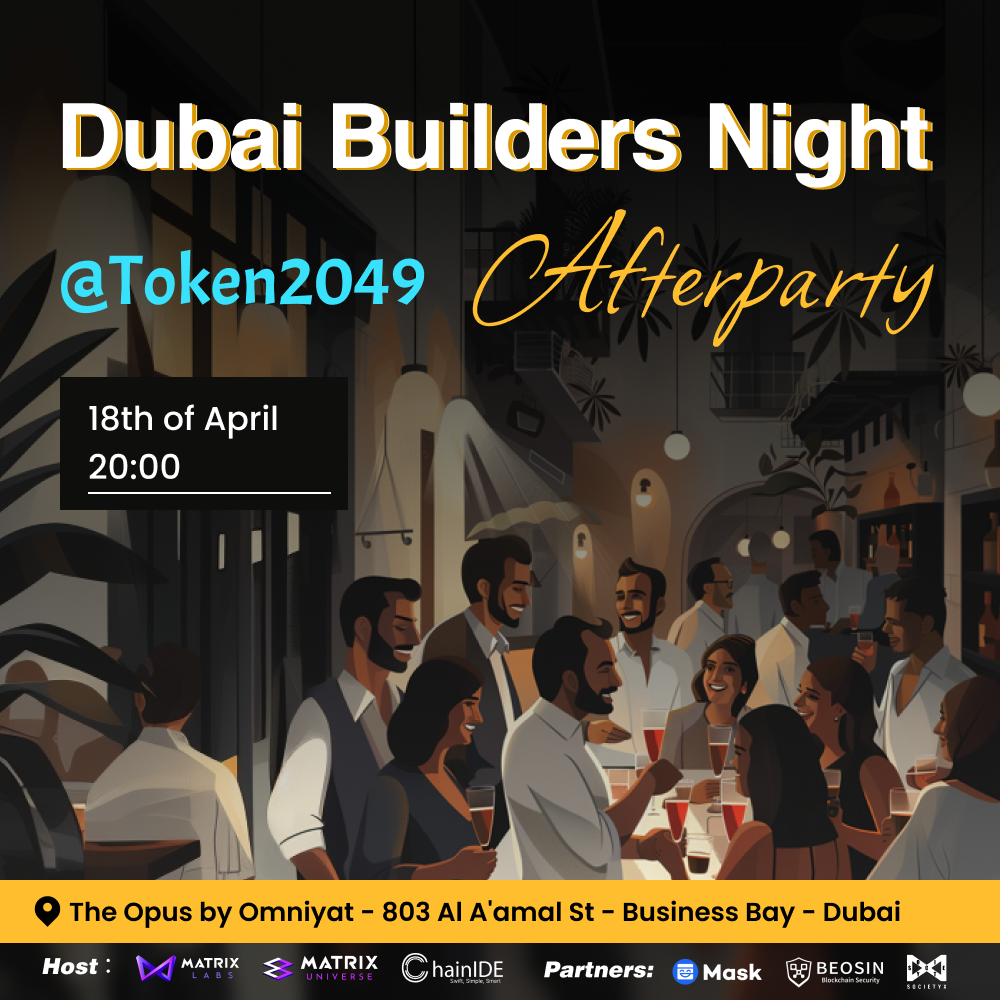 Dubai Builders Night
@Token2049 Afterparty
18th of April
20:00
The Opus by Omniyat - 803 Al A'amal St - Business Bay - Dubai
Host : MATRIX LABS MATRIX UNIVERSE ChainIDE Swift, Simple, Smart Partners: Mask BEOSIN Blockchain Security SOCIETYX